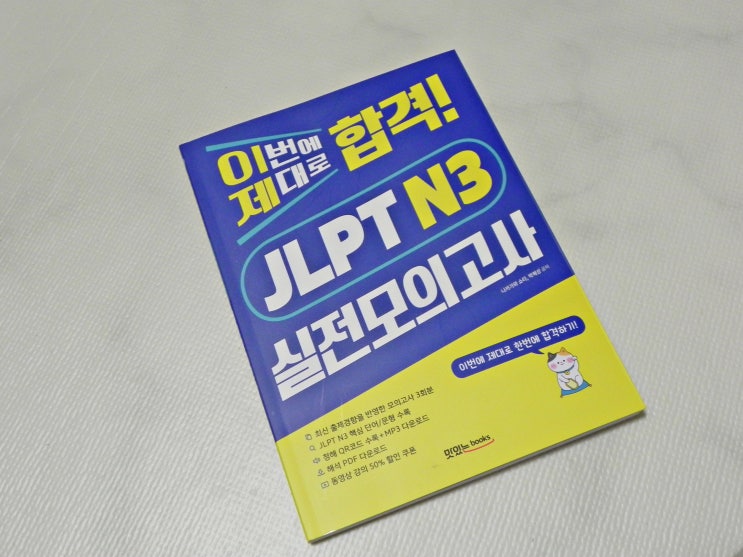 이번에
제대로
합격!
JLPT N3
실전모의고사
이번에 제대로 한번에 합격하기!
최신 출제경향을 반영한 모의고사 3회분
JLPT N3 핵심 단어/문형 수록
청해 QR코드 수록+MP3 다운로드
해석 PDF 다운로드
동영상 강의 50% 할인 쿠폰
맛있는 books